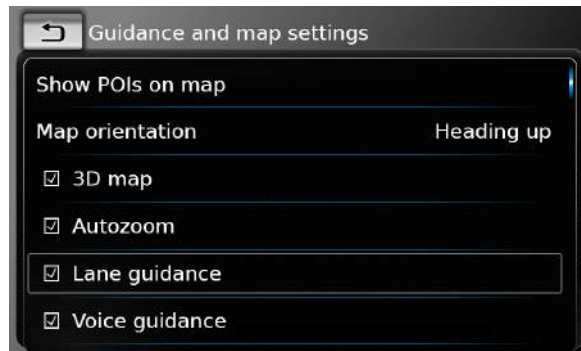 Guidance and map settings
Show POIs on map
Map orientation Heading up
3D map
Autozoom
Lane guidance
Voice guidance